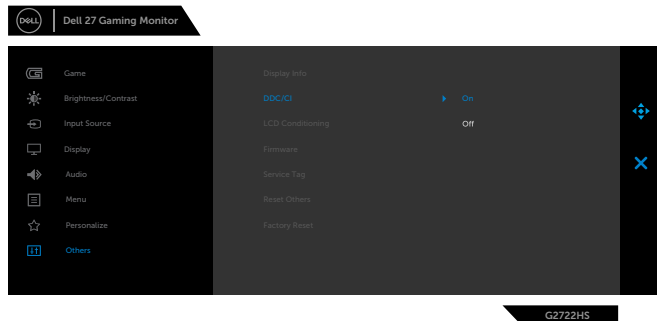 DELL
Dell 27 Gaming Monitor
Game
Display Info
Brightness/Contrast
DDC/CI
On
Input Source
LCD Conditioning
Off
Display
Firmware
Audio
Service Tag
Menu
Reset Others
Personalize
Factory Reset
Others
G2722HS